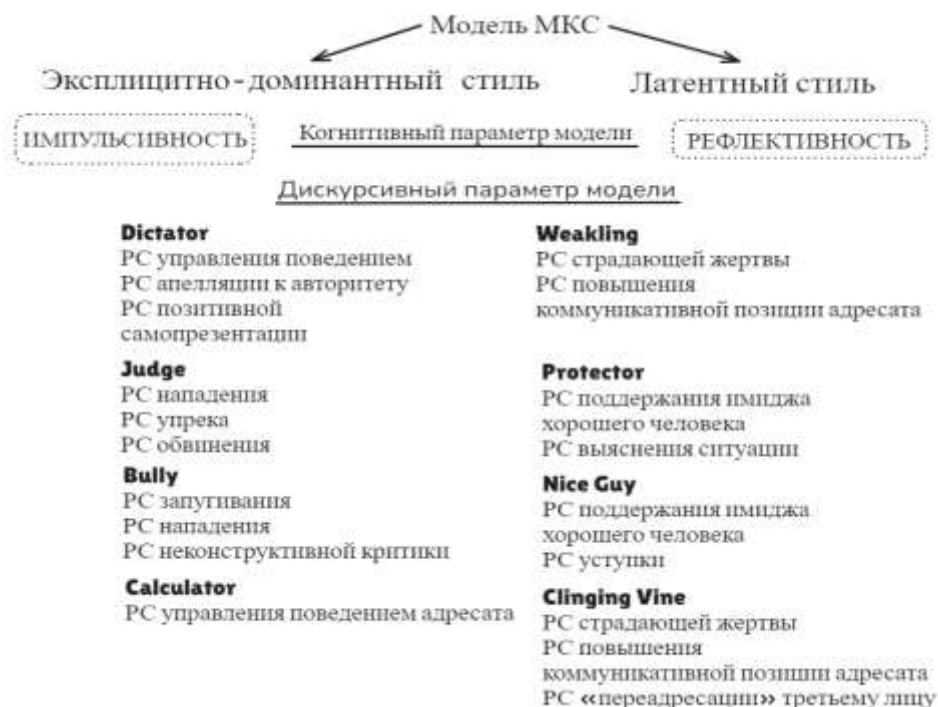 Модель МКС
Эксплицитно-доминантный стиль
Латентный стиль
ИМПУЛЬСИВНОСТЬ
Когнитивный параметр модели
РЕФЛЕКТИВНОСТЬ
Дискурсивный параметр модели
Dictator
РС управления поведением
РС апелляции к авторитету
РС позитивной
самопрезентации
Judge
РС нападения
РС упрека
РС обвинения
Bully
РС запугивания
РС нападения
РС неконструктивной критики
Calculator
РС управления поведением адресата
Weakling
РС страдающей жертвы
РС повышения
коммуникативной позиции адресата
Protector
РС поддержания имиджа
хорошего человека
РС выяснения ситуации
Nice Guy
РС поддержания имиджа
хорошего человека
РС уступки
Clinging Vine
РС страдающей жертвы
РС повышения
коммуникативной позиции адресата
РС «переадресации» третьему лицу